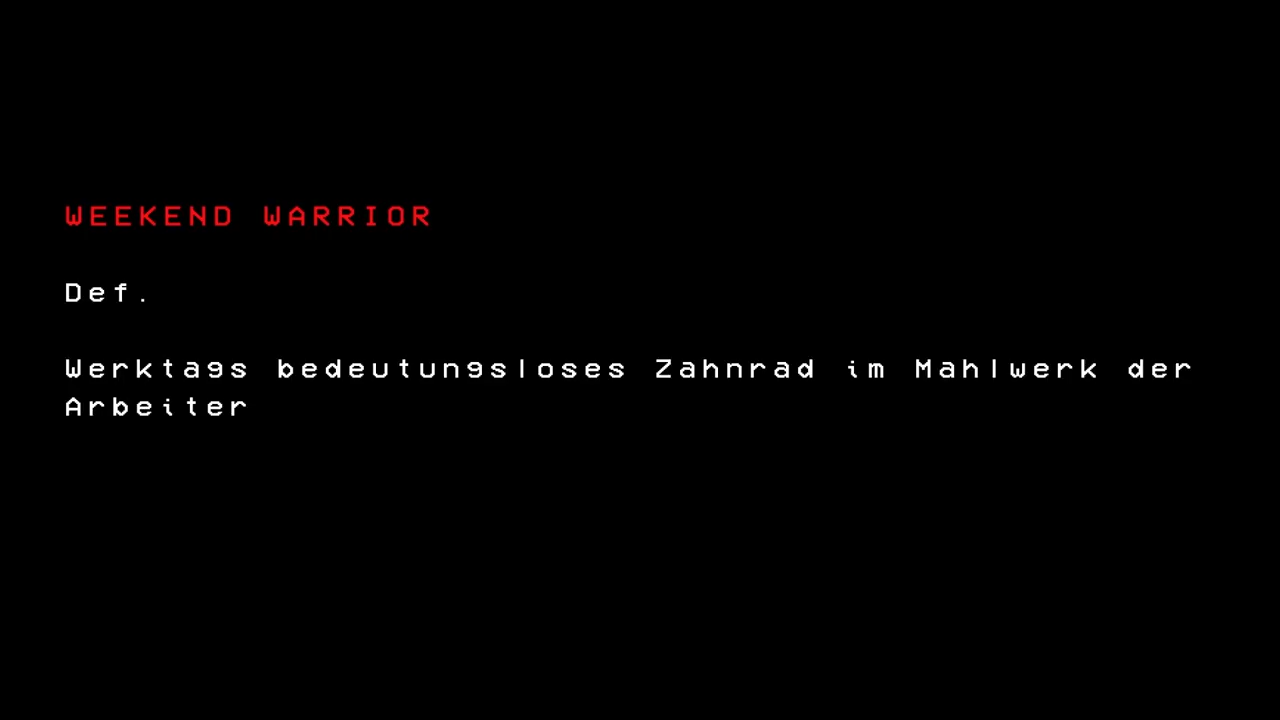 WEEKEND WARRIOR
Def.
Werktags bedeutungsloses Zahnrad im Mahlwerk der
Arbeiter